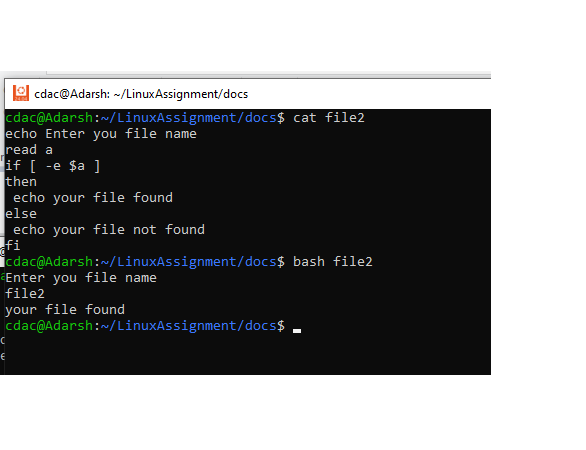 cdac@Adarsh: ~/LinuxAssignment/docs
cdac@Adarsh:~/LinuxAssignment/docs$ cat file2
echo Enter you file name
read a
if [ -e $a ]
then
 echo your file found
else
 echo your file not found
fi
cdac@Adarsh:~/LinuxAssignment/docs$ bash file2
Enter you file name
file2
your file found
cdac@Adarsh:~/LinuxAssignment/docs$